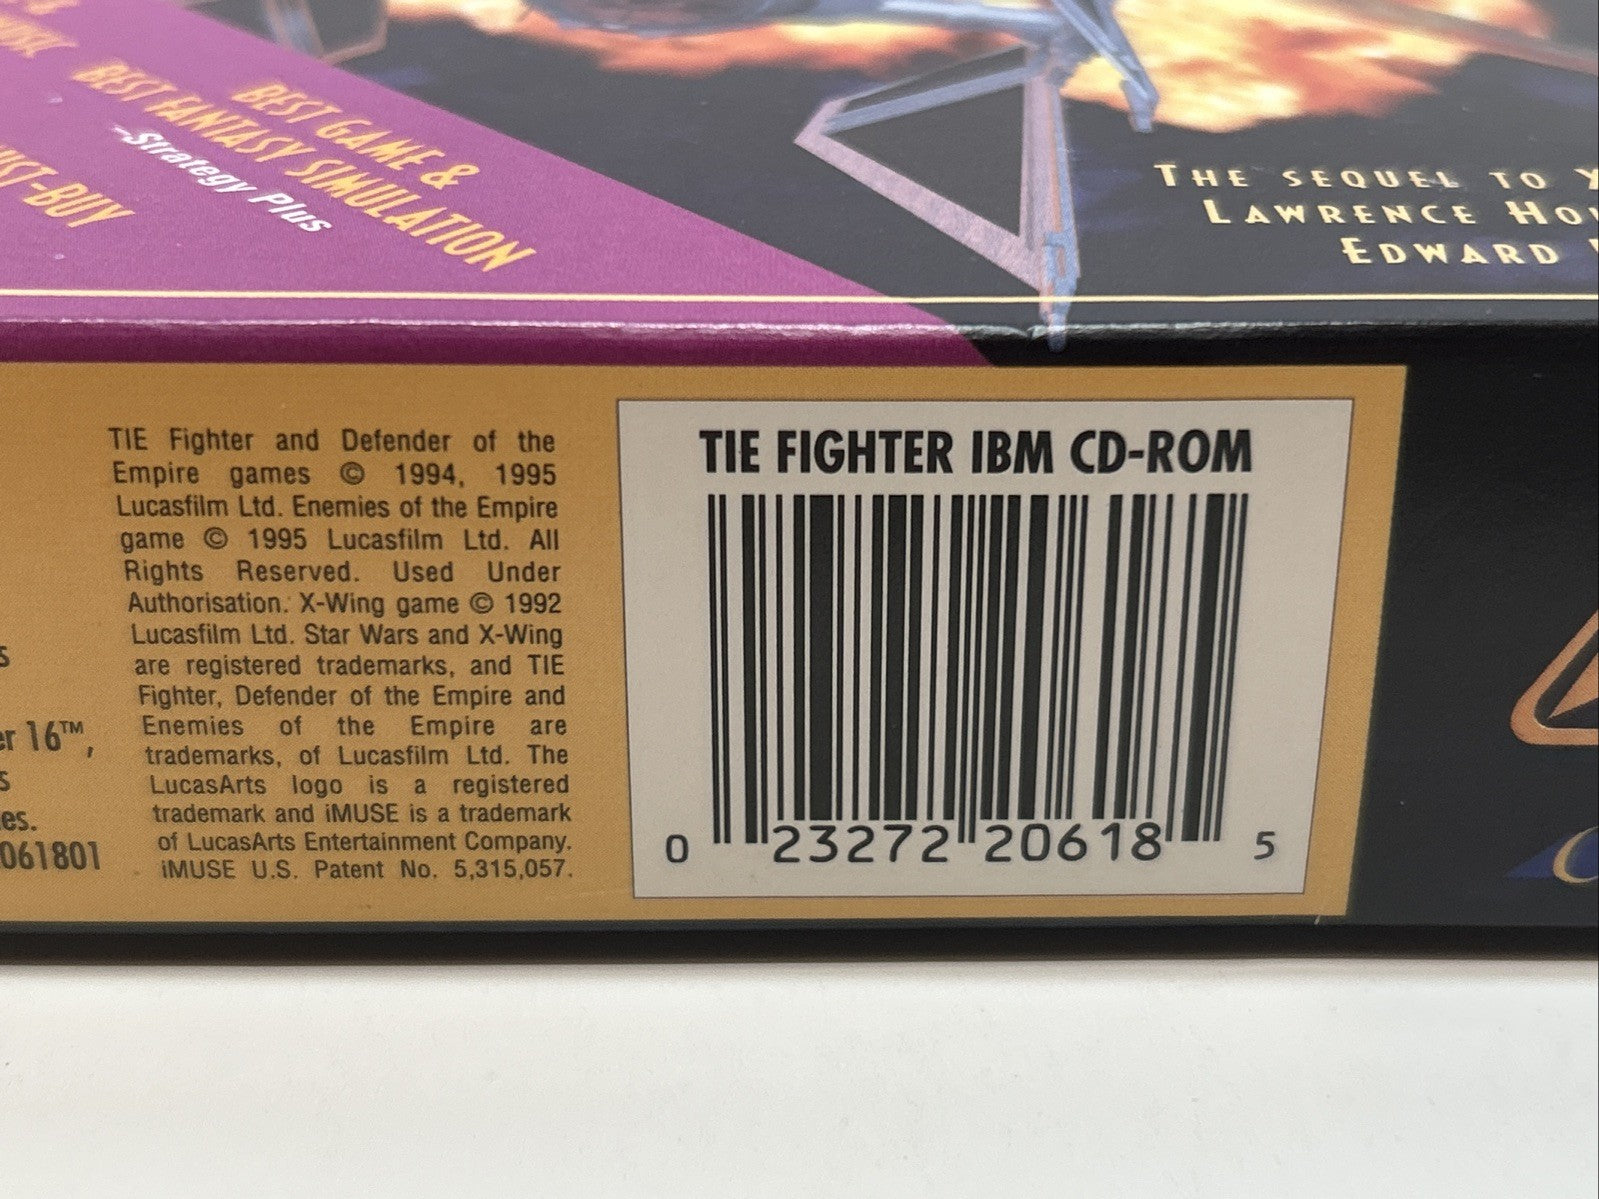 BEST GAME &
BEST FANTASY SIMULATION
–Strategy Plus
-BUY
THE SEQUEL TO
LAWRENCE
EDWARD
TIE Fighter and Defender of the
Empire games © 1994, 1995
Lucasfilm Ltd. Enemies of the Empire
game © 1995 Lucasfilm Ltd. All
Rights Reserved. Used Under
Authorisation. X-Wing game © 1992
Lucasfilm Ltd. Star Wars and X-Wing
are registered trademarks, and TIE
Fighter, Defender of the Empire and
Enemies of the Empire are
trademarks, of Lucasfilm Ltd. The
LucasArts logo is a registered
trademark and iMUSE is a trademark
of LucasArts Entertainment Company.
iMUSE U.S. Patent No. 5,315,057.
16™,
061801
TIE FIGHTER IBM CD-ROM
0 23272 20618 5